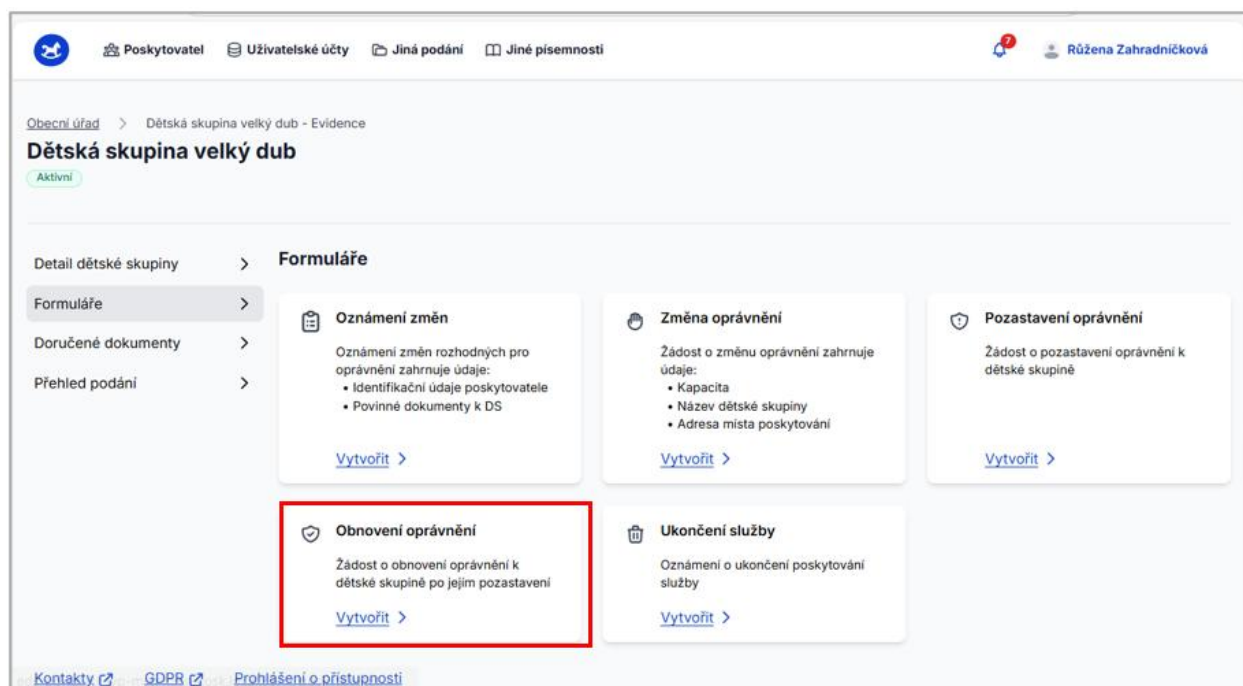 Poskytovatel Uživatelské účty Jiná podání Jiné písemnosti 7 Růžena Zahradníčková
Obecní úřad > Dětská skupina velký dub - Evidence
Dětská skupina velký dub
Aktivní
Detail dětské skupiny
Formuláře
Doručené dokumenty
Přehled podání
Formuláře
Oznámení změn
Oznámení změn rozhodných pro
oprávnění zahrnuje údaje:
• Identifikační údaje poskytovatele
• Povinné dokumenty k DS
Vytvořit
Změna oprávnění
Žádost o změnu oprávnění zahrnuje
údaje:
• Kapacita
• Název dětské skupiny
• Adresa místa poskytování
Vytvořit
Pozastavení oprávnění
Žádost o pozastavení oprávnění k
dětské skupině
Vytvořit
Obnovení oprávnění
Žádost o obnovení oprávnění k
dětské skupině po jejím pozastavení
Vytvořit
Ukončení služby
Oznámení o ukončení poskytování
služby
Vytvořit
Kontakty GDPR Prohlášení o přístupnosti